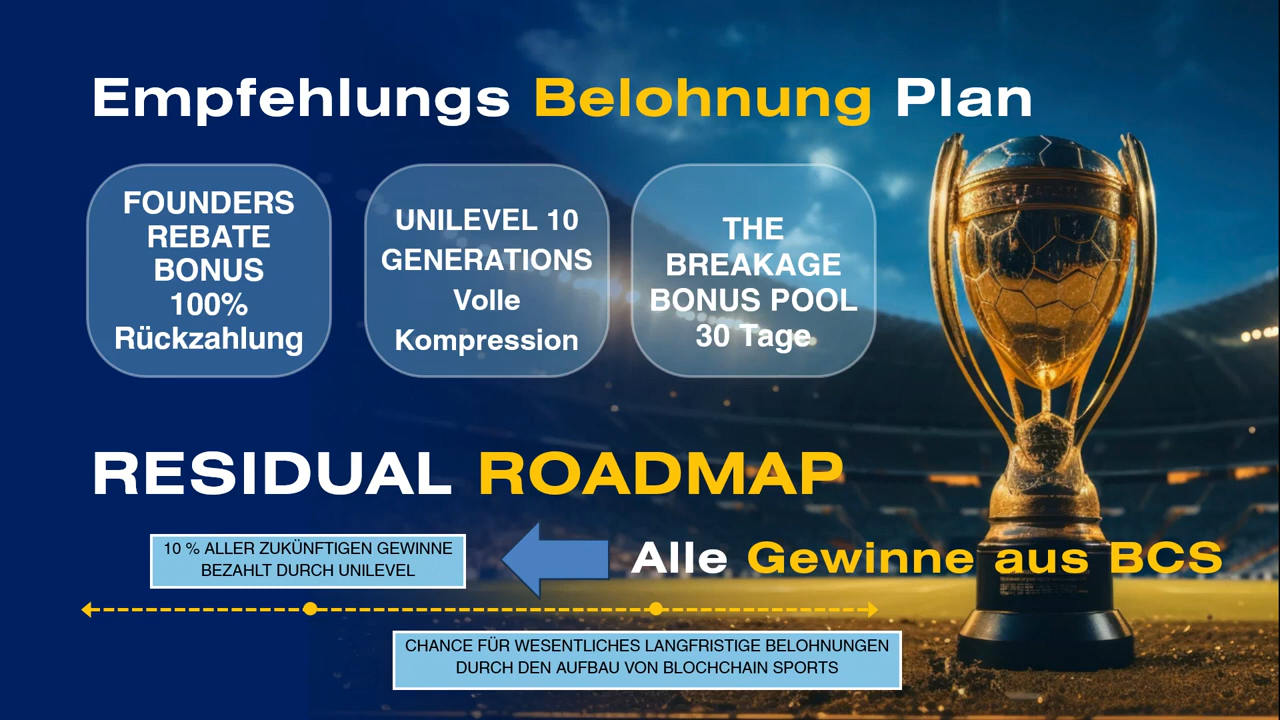 Empfehlungs Belohnung Plan
FOUNDERS
REBATE
BONUS
100%
Rückzahlung
UNILEVEL 10
GENERATIONS
Volle
Kompression
THE
BREAKAGE
BONUS POOL
30 Tage
RESIDUAL ROADMAP
10 % ALLER ZUKÜNFTIGEN GEWINNE
BEZAHLT DURCH UNILEVEL
Alle Gewinne aus BCS
CHANCE FÜR WESENTLICHES LANGFRISTIGE BELOHNUNGEN
DURCH DEN AUFBAU VON BLOCHCHAIN SPORTS